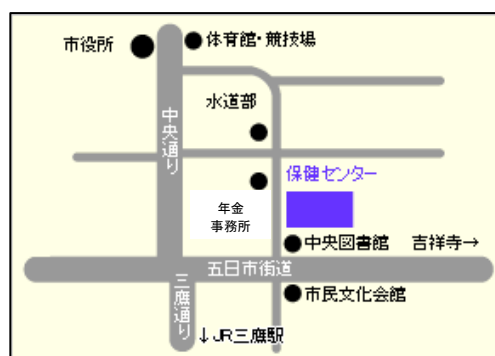 市役所
体育館・競技場
水道部
中央通り
保健センター
年金
事務所
中央図書館
吉祥寺→
五日市街道
市民文化会館
三鷹通り
↓JR三鷹駅